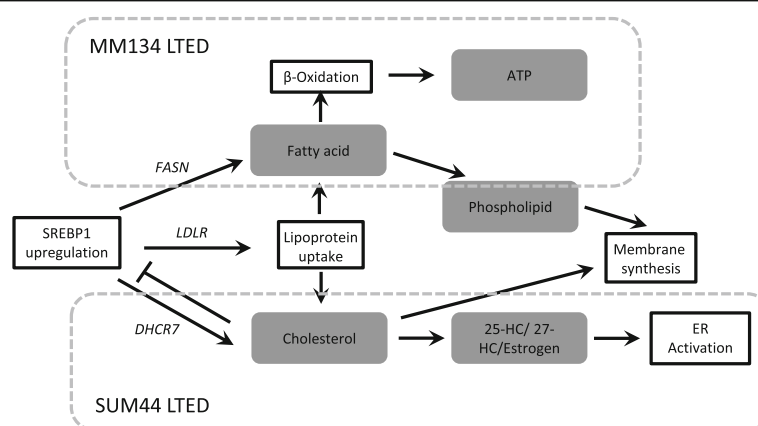 MM134 LTED
β-Oxidation
ATP
Fatty acid
FASN
Phospholipid
SREBP1
upregulation
LDLR
Lipoprotein
uptake
Membrane
synthesis
DHCR7
Cholesterol
25-HC/ 27-
HC/Estrogen
ER
Activation
SUM44 LTED